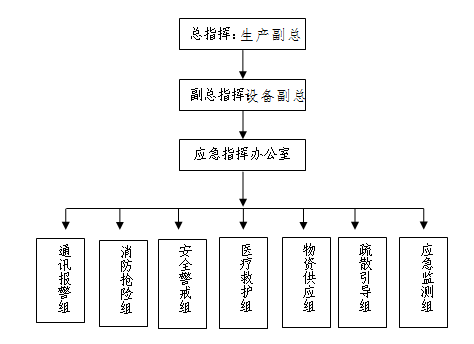 总指挥：生产副总
副总指挥设备副总
应急指挥办公室
通讯报警组
消防抢险组
安全警戒组
医疗救护组
物资供应组
疏散引导组
应急监测组